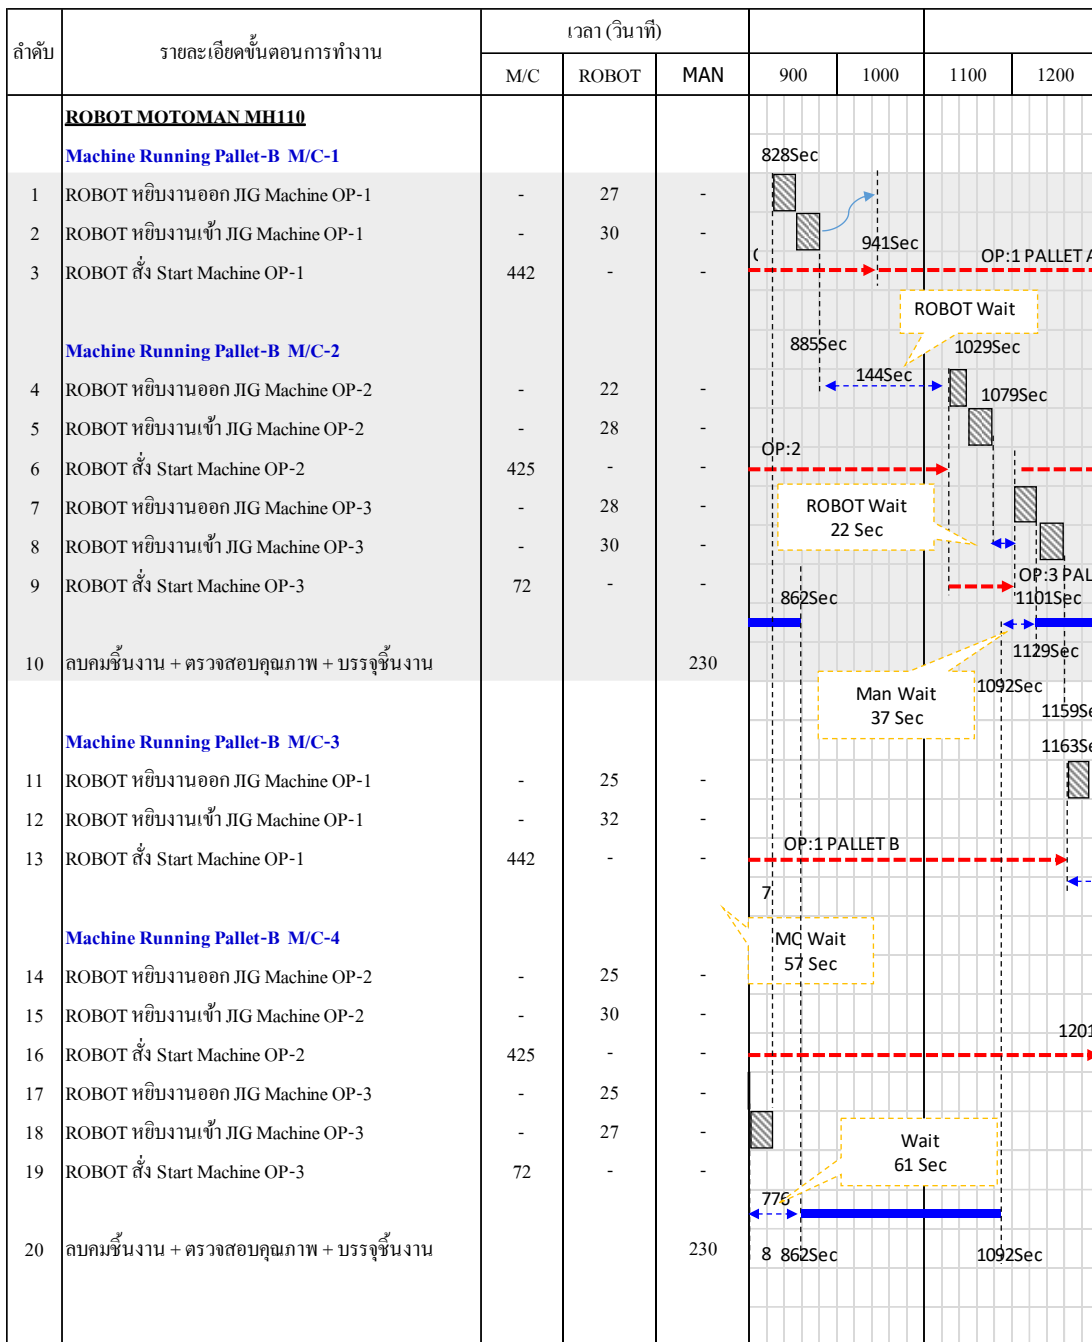 ลำดับ รายละเอียดขั้นตอนการทำงาน เวลา (วินาที)
M/C ROBOT MAN 900 1000 1100 1200
ROBOT MOTOMAN MH110
Machine Running Pallet-B M/C-1 828Sec
1 ROBOT หยิบงานออก JIG Machine OP-1 - 27 -
2 ROBOT หยิบงานเข้า JIG Machine OP-1 - 30 -
941Sec
3 ROBOT สั่ง Start Machine OP-1 442 - - OP:1 PALLET A
ROBOT Wait
Machine Running Pallet-B M/C-2 885Sec 1029Sec
144Sec
4 ROBOT หยิบงานออก JIG Machine OP-2 - 22 - 1079Sec
5 ROBOT หยิบงานเข้า JIG Machine OP-2 - 28 -
OP:2
6 ROBOT สั่ง Start Machine OP-2 425 - -
7 ROBOT หยิบงานออก JIG Machine OP-3 - 28 - ROBOT Wait
22 Sec
8 ROBOT หยิบงานเข้า JIG Machine OP-3 - 30 -
9 ROBOT สั่ง Start Machine OP-3 72 - - OP:3 PAL
862Sec 1101Sec
1129Sec
10 ลบคมชิ้นงาน + ตรวจสอบคุณภาพ + บรรจุชิ้นงาน 230
1092Sec
Man Wait
37 Sec
1159Se
Machine Running Pallet-B M/C-3 1163Se
11 ROBOT หยิบงานออก JIG Machine OP-1 - 25 -
12 ROBOT หยิบงานเข้า JIG Machine OP-1 - 32 -
OP:1 PALLET B
13 ROBOT สั่ง Start Machine OP-1 442 - -
7
Machine Running Pallet-B M/C-4 MC Wait
57 Sec
14 ROBOT หยิบงานออก JIG Machine OP-2 - 25 -
15 ROBOT หยิบงานเข้า JIG Machine OP-2 - 30 -
1201
16 ROBOT สั่ง Start Machine OP-2 425 - -
17 ROBOT หยิบงานออก JIG Machine OP-3 - 25 -
18 ROBOT หยิบงานเข้า JIG Machine OP-3 - 27 - Wait
61 Sec
19 ROBOT สั่ง Start Machine OP-3 72 - -
776
20 ลบคมชิ้นงาน + ตรวจสอบคุณภาพ + บรรจุชิ้นงาน 230 8 862Sec 1092Sec